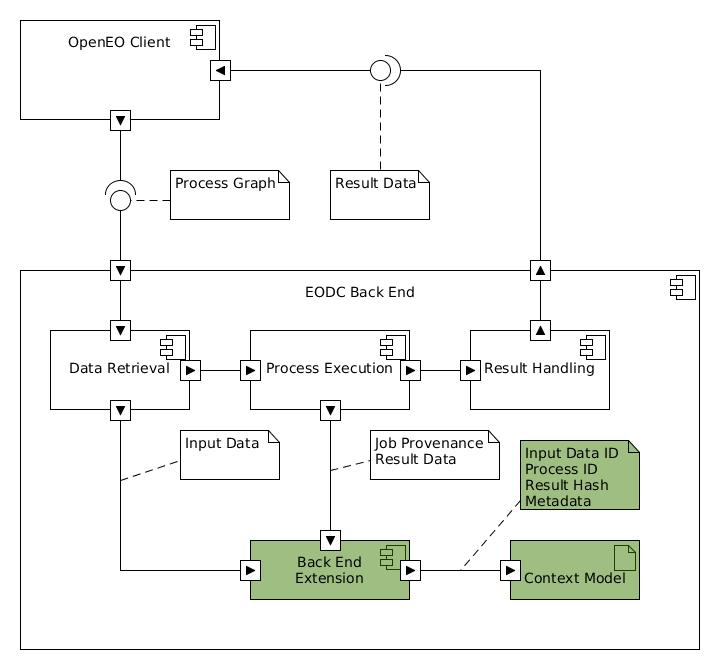 OpenEO Client
Process Graph
Result Data
EODC Back End
Data Retrieval
Process Execution
Result Handling
Input Data
Job Provenance
Result Data
Input Data ID
Process ID
Result Hash
Metadata
Back End
Extension
Context Model